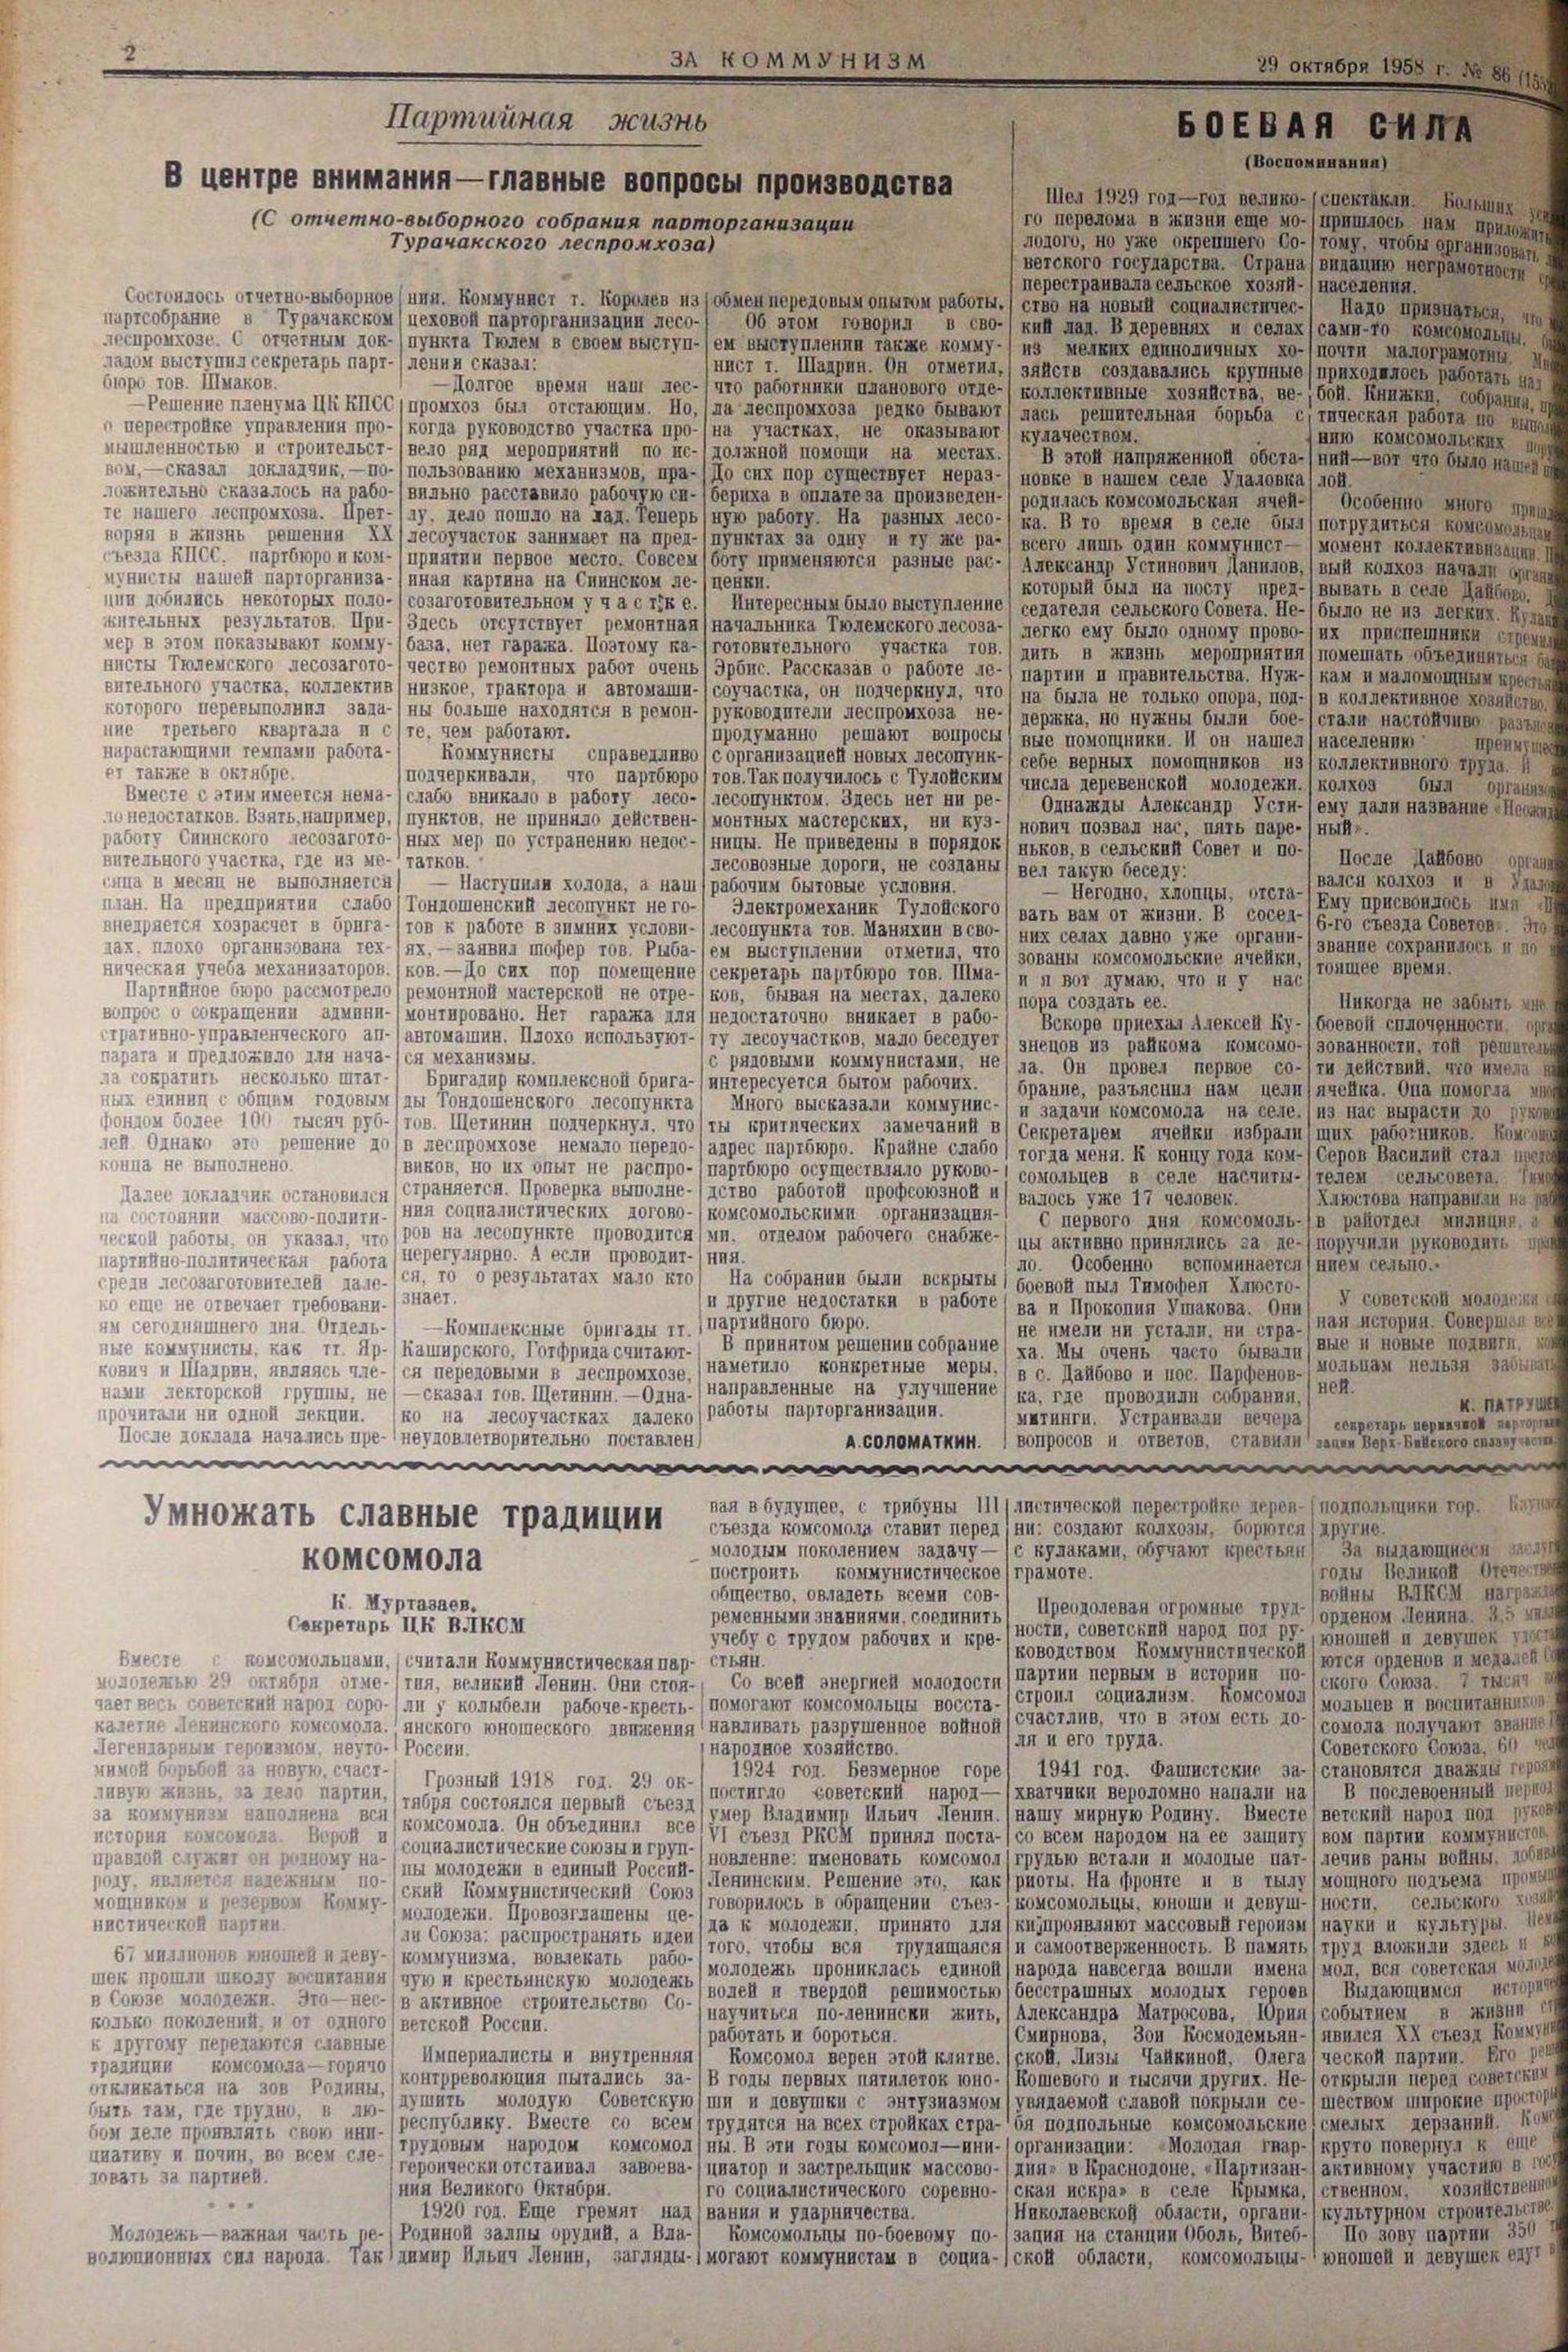 2
ЗА КОММУНИЗМ
29 октября 1958 г. № 86
Партийная жизнь
В центре внимания—главные вопросы производства
(С отчетно-выборного собрания парторганизации
Турачакского леспромхоза)
Состоялось отчетно-выборное
партсобрание в Турачакском
леспромхозе. С отчетным док-
ладом выступил секретарь парт-
бюро тов. Шмаков.
—Решение пленума ЦК КПСС
о перестройке управления про-
мышленностью и строительст-
вом,—сказал докладчик,—по-
ложительно сказалось на рабо-
те нашего леспромхоза. Прет-
воряя в жизнь решения XX
съезда КПСС, партбюро и ком-
мунисты нашей парторганиза-
ции добились некоторых поло-
жительных результатов. При-
мер в этом показывают комму-
нисты Тюлемского лесозагото-
вительного участка, коллектив
которого перевыполнил зада-
ние третьего квартала и с
нарастающими темпами работа-
ет также в октябре.
Вместе с этим имеется нема-
ло недостатков. Взять,например,
работу Сиинского лесозагото-
вительного участка, где из ме-
сяца в месяц не выполняется
план. На предприятии слабо
внедряется хозрасчет в брига-
дах, плохо организована тех-
ническая учеба механизаторов.
Партийное бюро рассмотрело
вопрос о сокращении админи-
стративно-управленческого ап-
парата и предложило для нача-
ла сократить несколько штат-
ных единиц с общим годовым
фондом более 100 тысяч руб-
лей. Однако это решение до
конца не выполнено.
Далее докладчик остановился
на состоянии массово-полити-
ческой работы, он указал, что
партийно-политическая работа
среди лесозаготовителей дале-
ко еще не отвечает требовани-
ям сегодняшнего дня. Отдель-
ные коммунисты, как тт. Яр-
кович и Шадрин, являясь чле-
нами лекторской группы, не
прочитали ни одной лекции.
После доклада начались пре-
ния. Коммунист т. Королев из
цеховой парторганизации лесо-
пункта Тюлем в своем выступ-
лении сказал:
—Долгое время наш лес-
промхоз был отстающим. Но,
когда руководство участка про-
вело ряд мероприятий по ис-
пользованию механизмов, пра-
вильно расставило рабочую си-
лу, дело пошло на лад. Теперь
лесоучасток занимает на пред-
приятии первое место. Совсем
иная картина на Сиинском ле-
созаготовительном участке.
Здесь отсутствует ремонтная
база, нет гаража. Поэтому ка-
чество ремонтных работ очень
низкое, трактора и автомаши-
ны больше находятся в ремон-
те, чем работают.
Коммунисты справедливо
подчеркивали, что партбюро
слабо вникало в работу лесо-
пунктов, не приняло действен-
ных мер по устранению недос-
татков.
— Наступили холода, а наш
Тондошенский лесопункт не го-
тов к работе в зимних услови-
ях,—заявил шофер тов. Рыба-
ков.—До сих пор помещение
ремонтной мастерской не отре-
монтировано. Нет гаража для
автомашин. Плохо используют-
ся механизмы.
Бригадир комплексной брига-
ды Тондошенского лесопункта
тов. Щетинин подчеркнул, что
в леспромхозе немало передо-
виков, но их опыт не распро-
страняется. Проверка выполне-
ния социалистических догово-
ров на лесопункте проводится
нерегулярно. А если проводит-
ся, то о результатах мало кто
знает.
—Комплексные бригады тт.
Каширского, Готфрида считают-
ся передовыми в леспромхозе,
—сказал тов. Щетинин.—Одна-
ко на лесоучастках далеко
неудовлетворительно поставлен
обмен передовым опытом работы.
Об этом говорил в сво-
ем выступлении также комму-
нист т. Шадрин. Он отметил,
что работники планового отде-
ла леспромхоза редко бывают
на участках, не оказывают
должной помощи на местах.
До сих пор существует нераз-
бериха в оплате за произведен-
ную работу. На разных лесо-
пунктах за одну и ту же ра-
боту применяются разные рас-
ценки.
Интересным было выступление
начальника Тюлемского лесоза-
готовительного участка тов.
Эрбис. Рассказав о работе ле-
соучастка, он подчеркнул, что
руководители леспромхоза не-
продуманно решают вопросы
с организацией новых лесопунк-
тов.Так получилось с Тулойским
лесопунктом. Здесь нет ни ре-
монтных мастерских, ни куз-
ницы. Не приведены в порядок
лесовозные дороги, не созданы
рабочим бытовые условия.
Электромеханик Тулойского
лесопункта тов. Маняхин в сво-
ем выступлении отметил, что
секретарь партбюро тов. Шма-
ков, бывая на местах, далеко
недостаточно вникает в рабо-
ту лесоучастков, мало беседует
с рядовыми коммунистами, не
интересуется бытом рабочих.
Много высказали коммунис-
ты критических замечаний в
адрес партбюро. Крайне слабо
партбюро осуществляло руково-
дство работой профсоюзной и
комсомольскими организация-
ми, отделом рабочего снабже-
ния.
На собрании были вскрыты
и другие недостатки в работе
партийного бюро.
В принятом решении собрание
наметило конкретные меры,
направленные на улучшение
работы парторганизации.
А.СОЛОМАТКИН.
БОЕВАЯ СИЛА
(Воспоминания)
Шел 1929 год—год велико-
го перелома в жизни еще мо-
лодого, но уже окрепшего Со-
ветского государства. Страна
перестраивала сельское хозяй-
ство на новый социалистичес-
кий лад. В деревнях и селах
из мелких единоличных хо-
зяйств создавались крупные
коллективные хозяйства, ве-
лась решительная борьба с
кулачеством.
В этой напряженной обста-
новке в нашем селе Удаловка
родилась комсомольская ячей-
ка. В то время в селе был
всего лишь один коммунист—
Александр Устинович Данилов,
который был на посту пред-
седателя сельского Совета. Не-
легко ему было одному прово-
дить в жизнь мероприятия
партии и правительства. Нуж-
на была не только опора, под-
держка, но нужны были бое-
вые помощники. И он нашел
себе верных помощников из
числа деревенской молодежи.
Однажды Александр Усти-
нович позвал нас, пять паре-
ньков, в сельский Совет и по-
вел такую беседу:
— Негодно, хлопцы, отста-
вать вам от жизни. В сосед-
них селах давно уже органи-
зованы комсомольские ячейки,
и я вот думаю, что и у нас
пора создать ее.
Вскоре приехал Алексей Ку-
знецов из райкома комсомо-
ла. Он провел первое со-
брание, разъяснил нам цели
и задачи комсомола на селе.
Секретарем ячейки избрали
тогда меня. К концу года ком-
сомольцев в селе насчиты-
валось уже 17 человек.
С первого дня комсомоль-
цы активно принялись за де-
ло. Особенно вспоминается
боевой пыл Тимофея Хлюсто-
ва и Прокопия Ушакова. Они
не имели ни устали, ни стра-
ха. Мы очень часто бывали
в с. Дайбово и пос. Парфенов-
ка, где проводили собрания,
митинги. Устраивали вечера
вопросов и ответов, ставили
спектакли. Больших
пришлось нам приложить
тому, чтобы организовать
видацию неграмотности
населения.
Надо признаться, что
сами-то комсомольцы,
почти малограмотны.
приходилось работать над
бой. Книжки, собрания,
тическая работа по
нию комсомольских
ний—вот что было нашей
лой.
Особенно много
потрудиться комсомольцам
момент коллективизации.
вый колхоз начали
вывать в селе Дайбово.
было не из легких.
их приспешники
помешать объединиться
кам и маломощным
в коллективное хозяйство.
стали настойчиво
населению
коллективного труда. И
колхоз был
ему дали название
ный».
После Дайбово
вался колхоз и в
Ему присвоилось имя
6-го съезда Советов». Это
звание сохранилось и по
тоящее время.
Никогда не забыть мне
боевой сплоченности,
зованности, той
ти действий, что имела
ячейка. Она помогла
из нас вырасти до
щих работников.
Серов Василий стал
телем сельсовета.
Хлюстова направили на
в райотдел милиции, а
поручили руководить
нием сельпо.
У советской молодежи
ная история. Совершая
вые и новые подвиги,
мольцам нельзя забывать
ней.
К. ПАТРУШЕВ
секретарь первичной
зации Верх-Бийского
Умножать славные традиции
комсомола
К. Муртазаев,
Секретарь ЦК ВЛКСМ
Вместе с комсомольцами,
молодежью 29 октября отме-
чает весь советский народ соро-
калетие Ленинского комсомола.
Легендарным героизмом, неуто-
мимой борьбой за новую, счаст-
ливую жизнь, за дело партии,
за коммунизм наполнена вся
история комсомола. Верой и
правдой служит он родному на-
роду, является надежным по-
мощником и резервом Комму-
нистической партии.
67 миллионов юношей и деву-
шек прошли школу воспитания
в Союзе молодежи. Это—нес-
колько поколений, и от одного
к другому передаются славные
традиции комсомола—горячо
откликаться на зов Родины,
быть там, где трудно, в лю-
бом деле проявлять свою ини-
циативу и почин, во всем сле-
довать за партией.
* * *
Молодежь—важная часть ре-
волюционных сил народа. Так
считали Коммунистическая пар-
тия, великий Ленин. Они стоя-
ли у колыбели рабоче-кресть-
янского юношеского движения
России.
Грозный 1918 год. 29 ок-
тября состоялся первый съезд
комсомола. Он объединил все
социалистические союзы и груп-
пы молодежи в единый Россий-
ский Коммунистический Союз
молодежи. Провозглашены це-
ли Союза: распространять идеи
коммунизма, вовлекать рабо-
чую и крестьянскую молодежь
в активное строительство Со-
ветской России.
Империалисты и внутренняя
контрреволюция пытались за-
душить молодую Советскую
республику. Вместе со всем
трудовым народом комсомол
героически отстаивал завоева-
ния Великого Октября.
1920 год. Еще гремят над
Родиной залпы орудий, а Вла-
димир Ильич Ленин, загляды-
вая в будущее, с трибуны III
съезда комсомола ставит перед
молодым поколением задачу—
построить коммунистическое
общество, овладеть всеми сов-
ременными знаниями, соединить
учебу с трудом рабочих и кре-
стьян.
Со всей энергией молодости
помогают комсомольцы восста-
навливать разрушенное войной
народное хозяйство.
1924 год. Безмерное горе
постигло советский народ—
умер Владимир Ильич Ленин.
VI съезд РКСМ принял поста-
новление: именовать комсомол
Ленинским. Решение это, как
говорилось в обращении съез-
да к молодежи, принято для
того, чтобы вся трудящаяся
молодежь прониклась единой
волей и твердой решимостью
научиться по-ленински жить,
работать и бороться.
Комсомол верен этой клятве.
В годы первых пятилеток юно-
ши и девушки с энтузиазмом
трудятся на всех стройках стра-
ны. В эти годы комсомол—ини-
циатор и застрельщик массово-
го социалистического соревно-
вания и ударничества.
Комсомольцы по-боевому по-
могают коммунистам в социа-
листической перестройке дерев-
ни: создают колхозы, борются
с кулаками, обучают крестьян
грамоте.
Преодолевая огромные труд-
ности, советский народ под ру-
ководством Коммунистической
партии первым в истории по-
строил социализм. Комсомол
счастлив, что в этом есть до-
ля и его труда.
1941 год. Фашистские за-
хватчики вероломно напали на
нашу мирную Родину. Вместе
со всем народом на ее защиту
грудью встали и молодые пат-
риоты. На фронте и в тылу
комсомольцы, юноши и девуш-
ки проявляют массовый героизм
и самоотверженность. В память
народа навсегда вошли имена
бесстрашных молодых героев
Александра Матросова, Юрия
Смирнова, Зои Космодемьян-
ской, Лизы Чайкиной, Олега
Кошевого и тысячи других. Не-
увядаемой славой покрыли се-
бя подпольные комсомольские
организации: «Молодая гвар-
дия» в Краснодоне, «Партизан-
ская искра» в селе Крымка,
Николаевской области, органи-
зация на станции Оболь, Витеб-
ской области, комсомольцы-
подпольщики гор.
другие.
За выдающиеся
годы Великой
войны ВЛКСМ
орденом Ленина. 3,5
юношей и девушек
ются орденов и медалей
ского Союза. 7 тысяч
мольцев и воспитанников
сомола получают звание
Советского Союза, 60
становятся дважды
В послевоенный период
ветский народ под
вом партии коммунистов,
лечив раны войны,
мощного подъема
ности, сельского
науки и культуры.
труд вложили здесь и
мол, вся советская
Выдающимся
событием в жизни
явился XX съезд
ческой партии. Его
открыли перед советским
ществом широкие просторы
смелых дерзаний.
круто повернул к еще
активному участию в
ственном, хозяйственном
культурном строительстве.
По зову партии 350
юношей и девушек едут